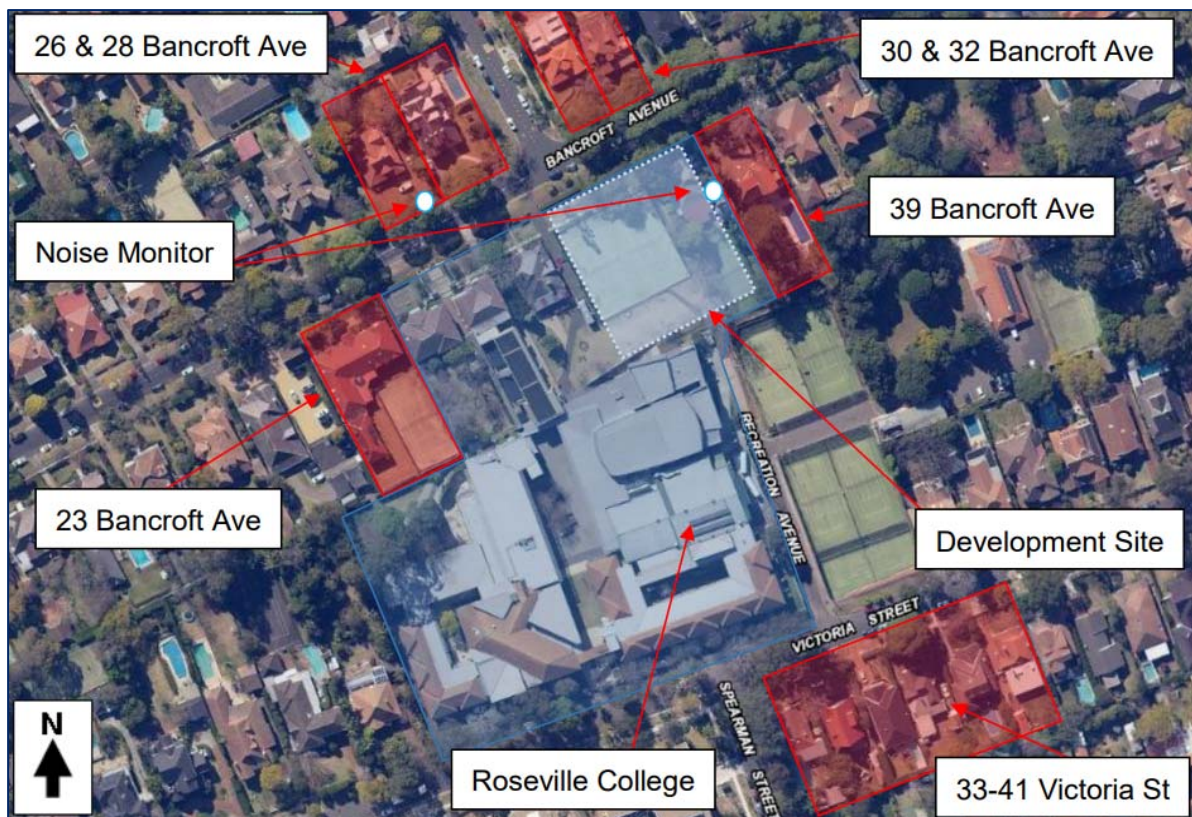 26 & 28 Bancroft Ave
30 & 32 Bancroft Ave
BANCROFT AVENUE
39 Bancroft Ave
Noise Monitor
23 Bancroft Ave
RECREATION AVENUE
Development Site
VICTORIA STREET
N
SPEARMAN STREET
Roseville College
33-41 Victoria St